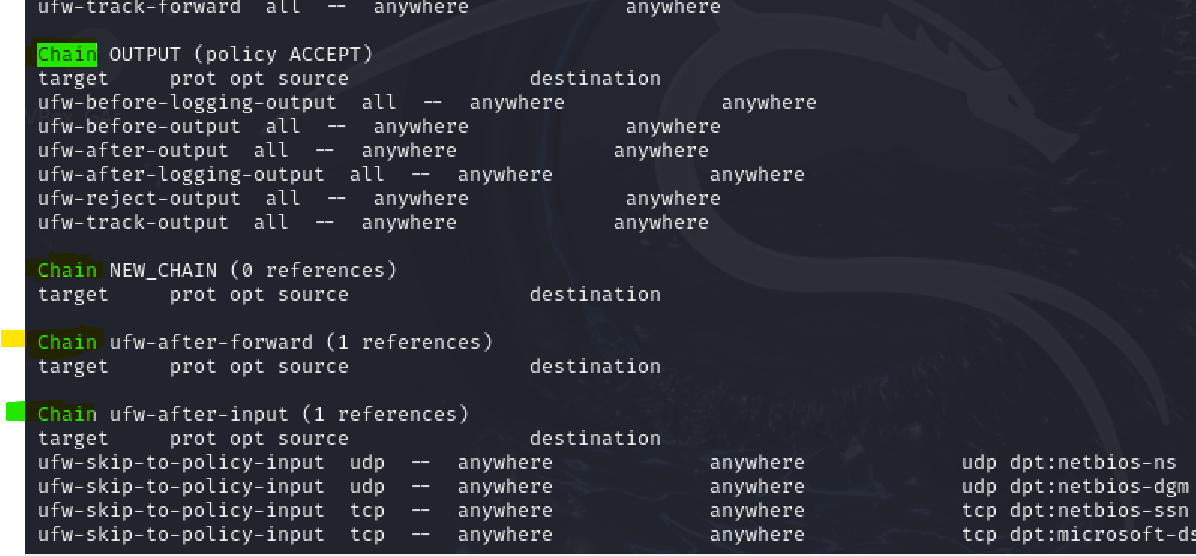 ufw-track-forward  all  --  anywhere             anywhere
Chain OUTPUT (policy ACCEPT)
target     prot opt source               destination
ufw-before-logging-output  all  --  anywhere             anywhere
ufw-before-output  all  --  anywhere             anywhere
ufw-after-output  all  --  anywhere             anywhere
ufw-after-logging-output  all  --  anywhere             anywhere
ufw-reject-output  all  --  anywhere             anywhere
ufw-track-output  all  --  anywhere             anywhere
Chain NEW_CHAIN (0 references)
target     prot opt source               destination
Chain ufw-after-forward (1 references)
target     prot opt source               destination
Chain ufw-after-input (1 references)
target     prot opt source               destination
ufw-skip-to-policy-input  udp  --  anywhere             anywhere             udp dpt:netbios-ns
ufw-skip-to-policy-input  udp  --  anywhere             anywhere             udp dpt:netbios-dgm
ufw-skip-to-policy-input  tcp  --  anywhere             anywhere             tcp dpt:netbios-ssn
ufw-skip-to-policy-input  tcp  --  anywhere             anywhere             tcp dpt:microsoft-ds